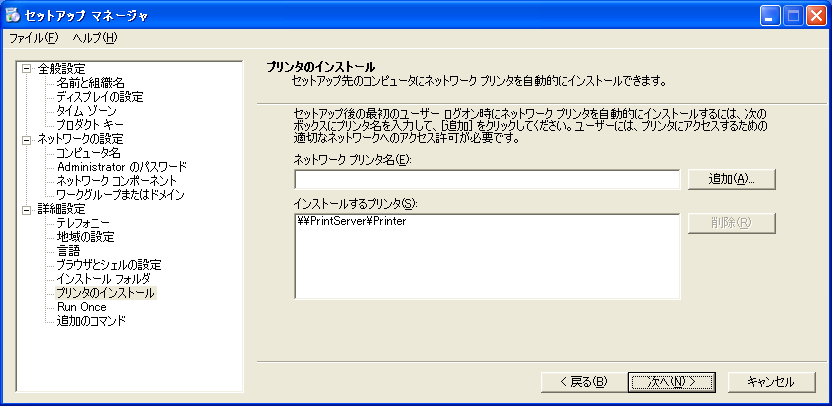 セットアップ マネージャ
ファイル(F) ヘルプ(H)
全般設定
名前と組織名
ディスプレイの設定
タイム ゾーン
プロダクト キー
ネットワークの設定
コンピュータ名
Administrator のパスワード
ネットワーク コンポーネント
ワークグループまたはドメイン
詳細設定
テレフォニー
地域の設定
言語
ブラウザとシェルの設定
インストール フォルダ
プリンタのインストール
Run Once
追加のコマンド
プリンタのインストール
セットアップ先のコンピュータにネットワーク プリンタを自動的にインストールできます。
セットアップ後の最初のユーザー ログオン時にネットワーク プリンタを自動的にインストールするには、次の
ボックスにプリンタ名を入力して、[追加] をクリックしてください。ユーザーには、プリンタにアクセスするための
適切なネットワークへのアクセス許可が必要です。
ネットワーク プリンタ名(E):
追加(A)...
インストールするプリンタ(S):
¥¥PrintServer¥Printer
削除(R)
< 戻る(B)
次へ(N) >
キャンセル